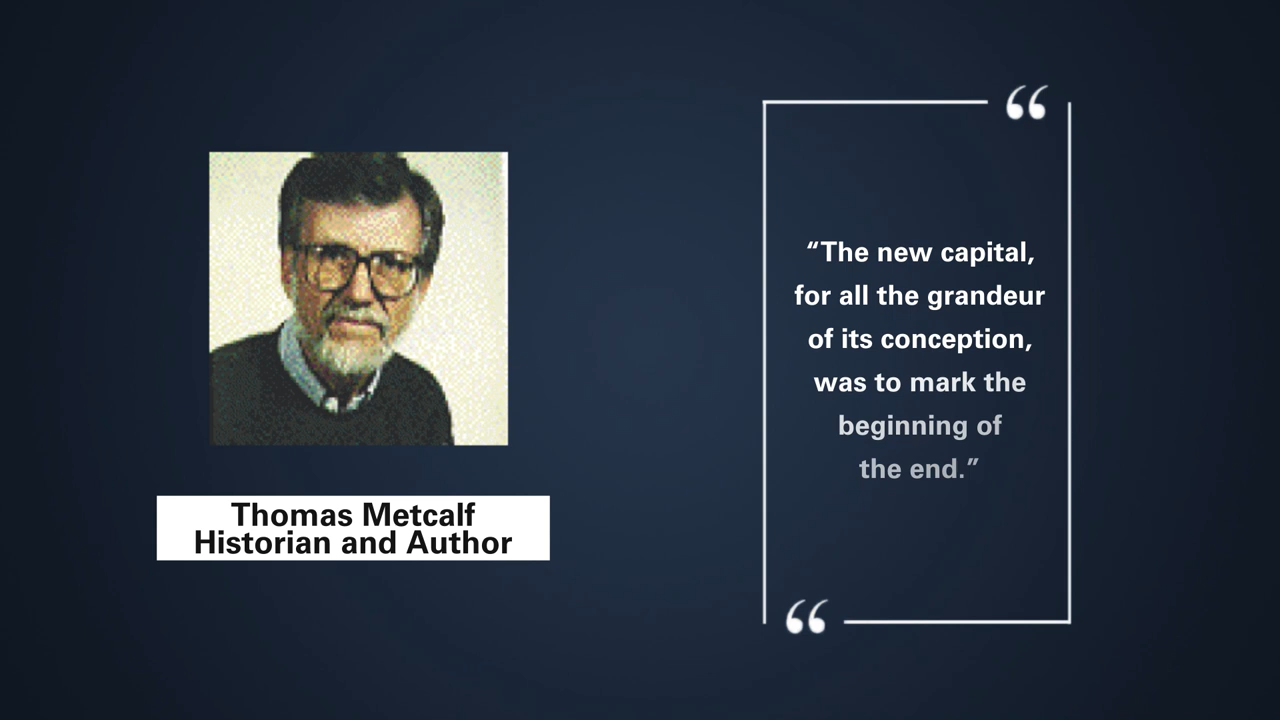 Thomas Metcalf
Historian and Author
“The new capital,
for all the grandeur
of its conception,
was to mark the
beginning of
the end.”